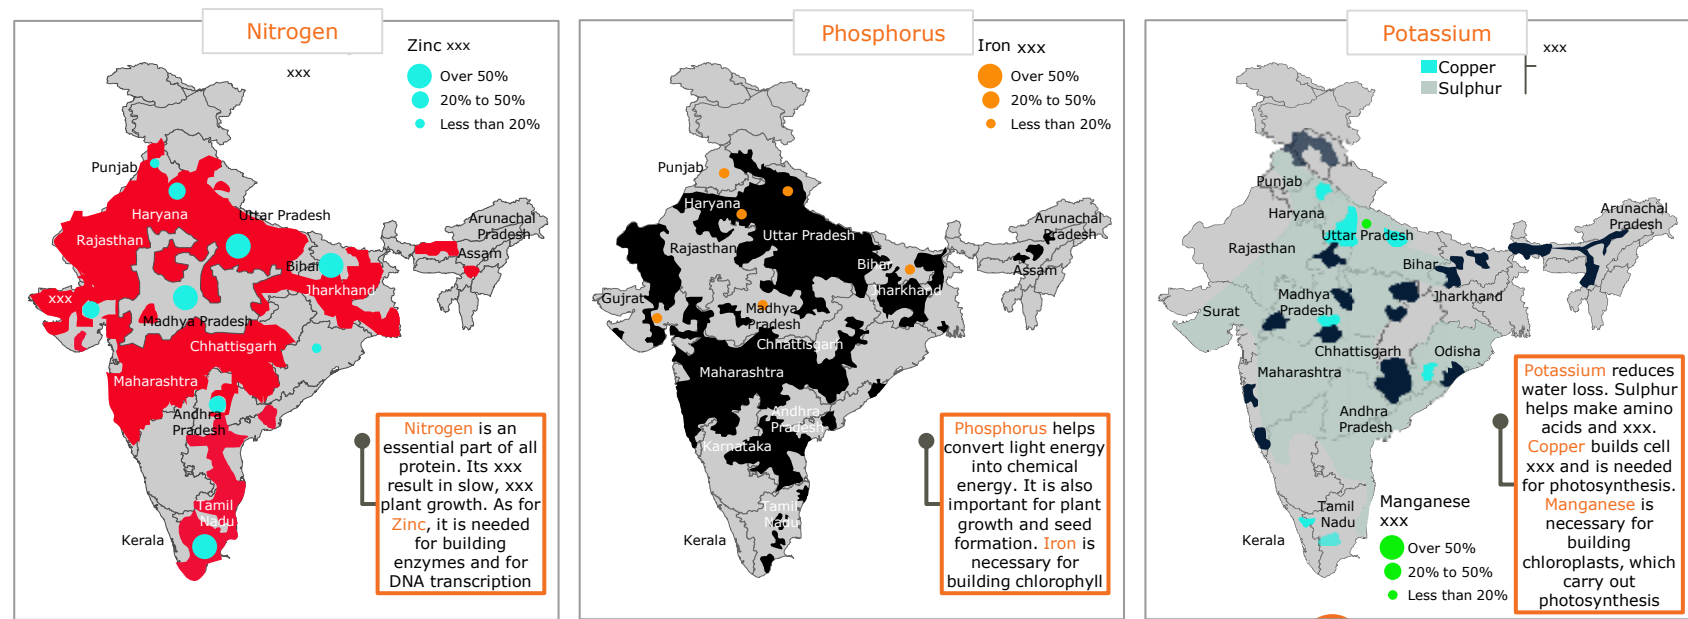 Nitrogen
Zinc xxx
xxx
Over 50%
20% to 50%
Less than 20%
Punjab
Haryana
Uttar Pradesh
Rajasthan
Arunachal
Pradesh
Assam
Bihar
Jharkhand
xxx
Madhya Pradesh
Chhattisgarh
Maharashtra
Andhra
Pradesh
Tamil
Nadu
Kerala
Nitrogen is an
essential part of all
protein. Its xxx
result in slow, xxx
plant growth. As for
Zinc, it is needed
for building
enzymes and for
DNA transcription
Phosphorus
Iron xxx
Over 50%
20% to 50%
Less than 20%
Punjab
Haryana
Uttar Pradesh
Rajasthan
Arunachal
Pradesh
Assam
Bihar
Jharkhand
Gujrat
Madhya
Pradesh
Chhattisgarh
Maharashtra
Andhra
Pradesh
Karnataka
Tamil
Nadu
Kerala
Phosphorus helps
convert light energy
into chemical
energy. It is also
important for plant
growth and seed
formation. Iron is
necessary for
building chlorophyll
Potassium
xxx
Copper
Sulphur
Punjab
Haryana
Uttar Pradesh
Rajasthan
Arunachal
Pradesh
Bihar
Madhya
Pradesh
Jharkhand
Surat
Chhattisgarh
Odisha
Maharashtra
Andhra
Pradesh
Tamil
Nadu
Kerala
Manganese
xxx
Over 50%
20% to 50%
Less than 20%
Potassium reduces
water loss. Sulphur
helps make amino
acids and xxx.
Copper builds cell
xxx and is needed
for photosynthesis.
Manganese is
necessary for
building
chloroplasts, which
carry out
photosynthesis